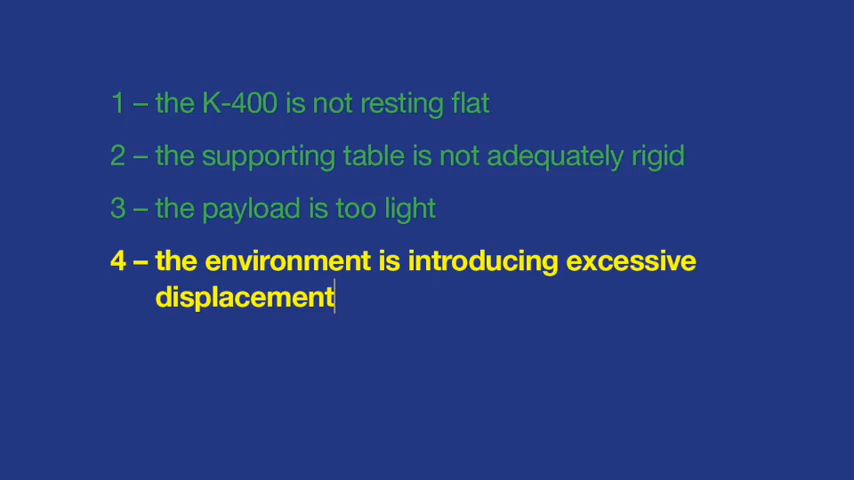 1 – the K-400 is not resting flat
2 – the supporting table is not adequately rigid
3 – the payload is too light
4 – the environment is introducing excessive
displacement